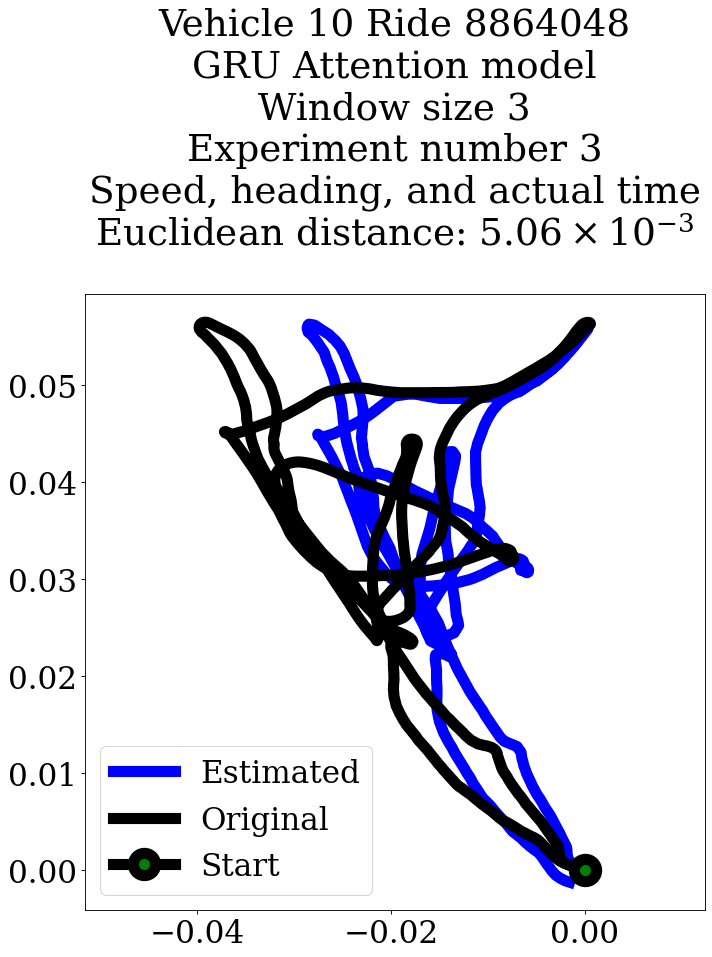 Vehicle 10 Ride 8864048
GRU Attention model
Window size 3
Experiment number 3
Speed, heading, and actual time
Euclidean distance: 5.06 × 10⁻³
0.05
0.04
0.03
0.02
0.01
0.00
Estimated
Original
Start
−0.04
−0.02
0.00